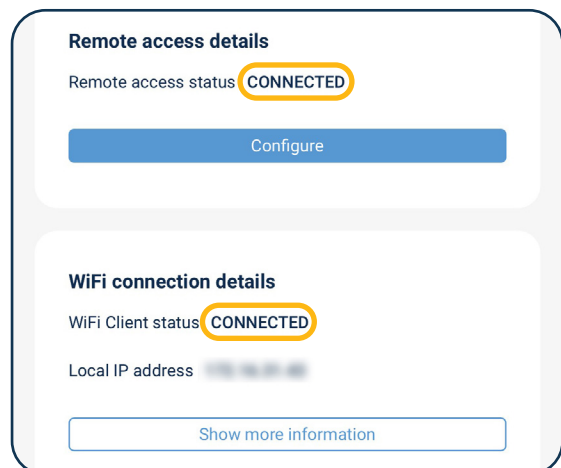 Remote access details
Remote access status CONNECTED
Configure
WiFi connection details
WiFi Client status CONNECTED
Local IP address
Show more information